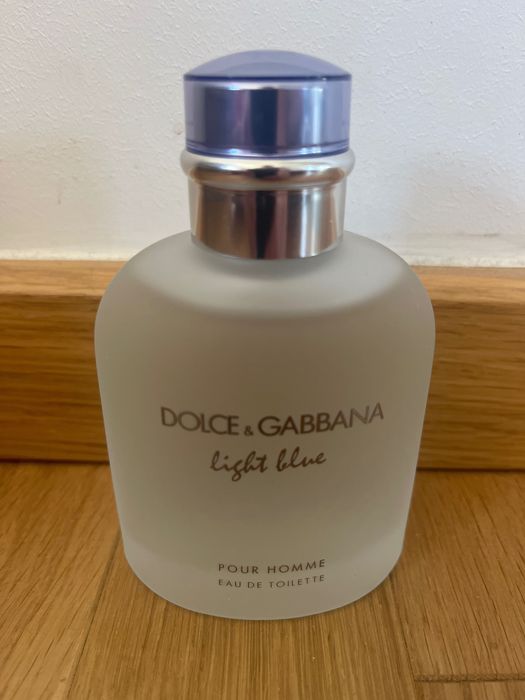 DOLCE & GABBANA
light blue
POUR HOMME
EAU DE TOILETTE